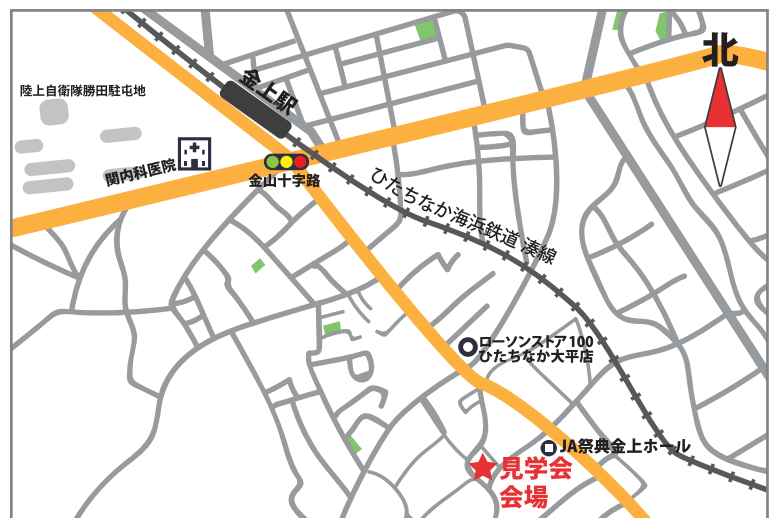 北
金上駅
陸上自衛隊勝田駐屯地
関内科医院
金山十字路
ひたちなか海浜鉄道 湊線
ローソンストア100
ひたちなか大平店
JA祭典金上ホール
見学会
会場